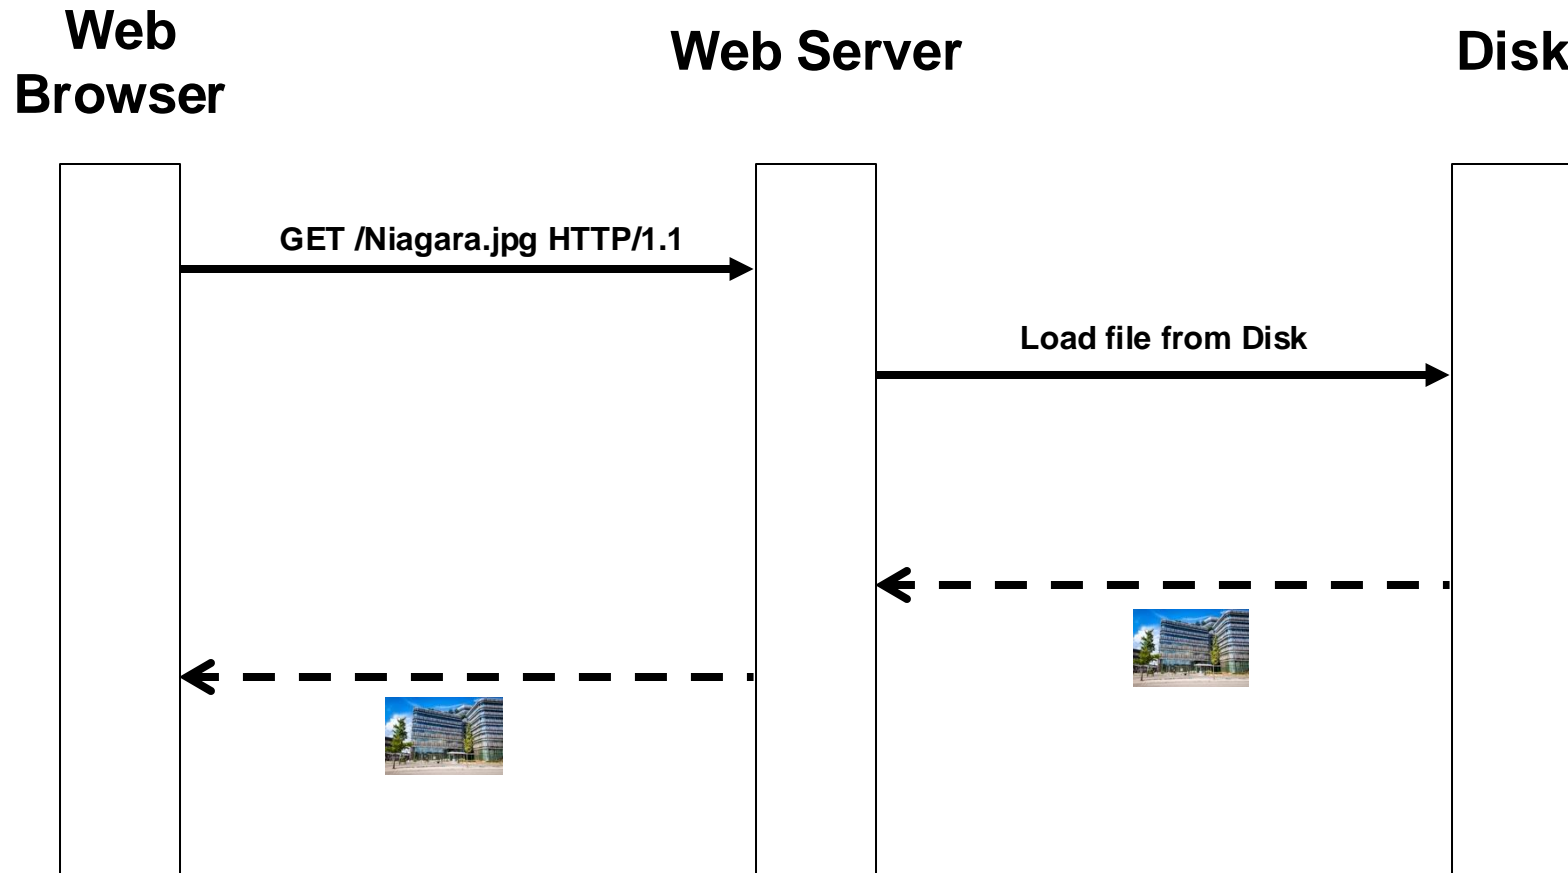 Web
Browser
Web Server
Disk
GET /Niagara.jpg HTTP/1.1
Load file from Disk